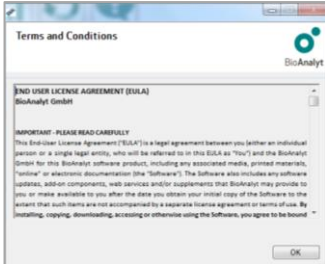 Terms and Conditions
BioAnalyt
END USER LICENSE AGREEMENT (EULA)
BioAnalyt GmbH
IMPORTANT - PLEASE READ CAREFULLY
This End-User License Agreement ("EULA") is a legal agreement between you (either an individual
person or a single legal entity, who will be referred to in this EULA as "You") and the BioAnalyt
GmbH for this BioAnalyt software product, including any associated media, printed materials,
"online" or electronic documentation (the "Software"). The Software also includes any software
updates, add-on components, web services and/or supplements that BioAnalyt may provide to
you or make available to you after the date you obtain your initial copy of the Software to the
extent that such items are not accompanied by a separate license agreement or terms of use. By
installing, copying, downloading, accessing or otherwise using the Software, you agree to be bound
OK